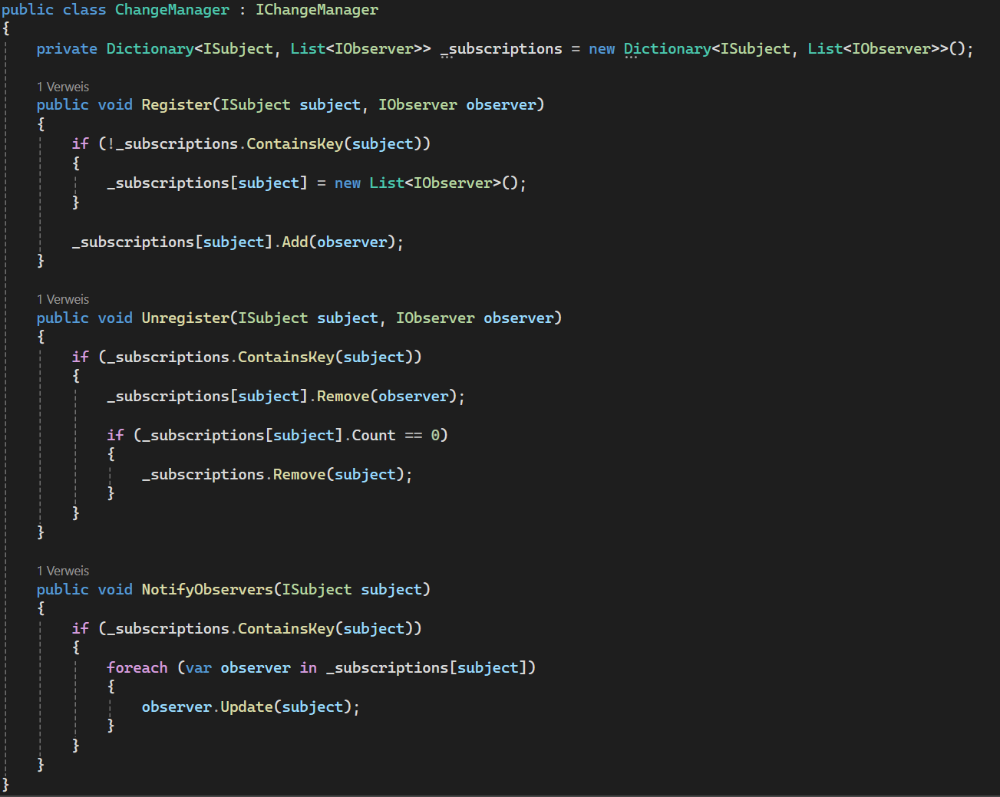 public class ChangeManager : IChangeManager
{
    private Dictionary<ISubject, List<IObserver>> _subscriptions = new Dictionary<ISubject, List<IObserver>>();

    1 Verweis
    public void Register(ISubject subject, IObserver observer)
    {
        if (!_subscriptions.ContainsKey(subject))
        {
            _subscriptions[subject] = new List<IObserver>();
        }

        _subscriptions[subject].Add(observer);
    }

    1 Verweis
    public void Unregister(ISubject subject, IObserver observer)
    {
        if (_subscriptions.ContainsKey(subject))
        {
            _subscriptions[subject].Remove(observer);

            if (_subscriptions[subject].Count == 0)
            {
                _subscriptions.Remove(subject);
            }
        }
    }

    1 Verweis
    public void NotifyObservers(ISubject subject)
    {
        if (_subscriptions.ContainsKey(subject))
        {
            foreach (var observer in _subscriptions[subject])
            {
                observer.Update(subject);
            }
        }
    }
}